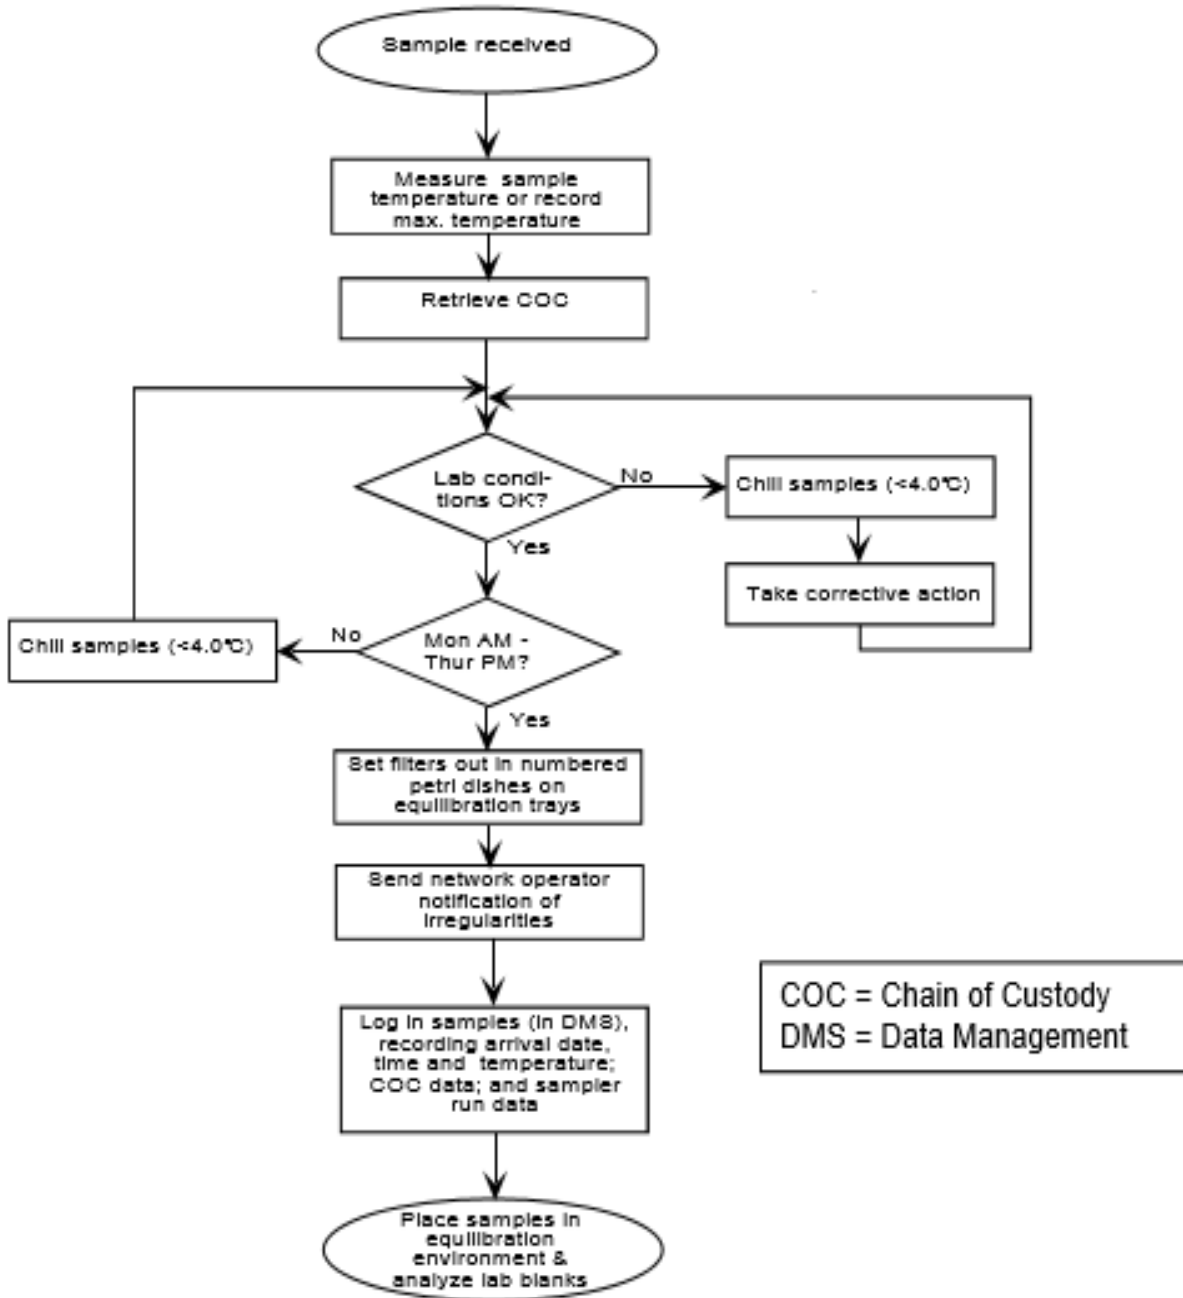 Sample received
Measure sample
temperature or record
max. temperature
Retrieve COC
Lab condi-
tions OK?
No
Chill samples (<4.0°C)
Yes
Take corrective action
Mon AM -
Thur PM?
No
Chill samples (<4.0°C)
Yes
Set filters out in numbered
petri dishes on
equilibration trays
Send network operator
notification of
irregularities
Log in samples (in DMS),
recording arrival date,
time and temperature;
COC data; and sampler
run data
COC = Chain of Custody
DMS = Data Management
Place samples in
equilibration
environment &
analyze lab blanks